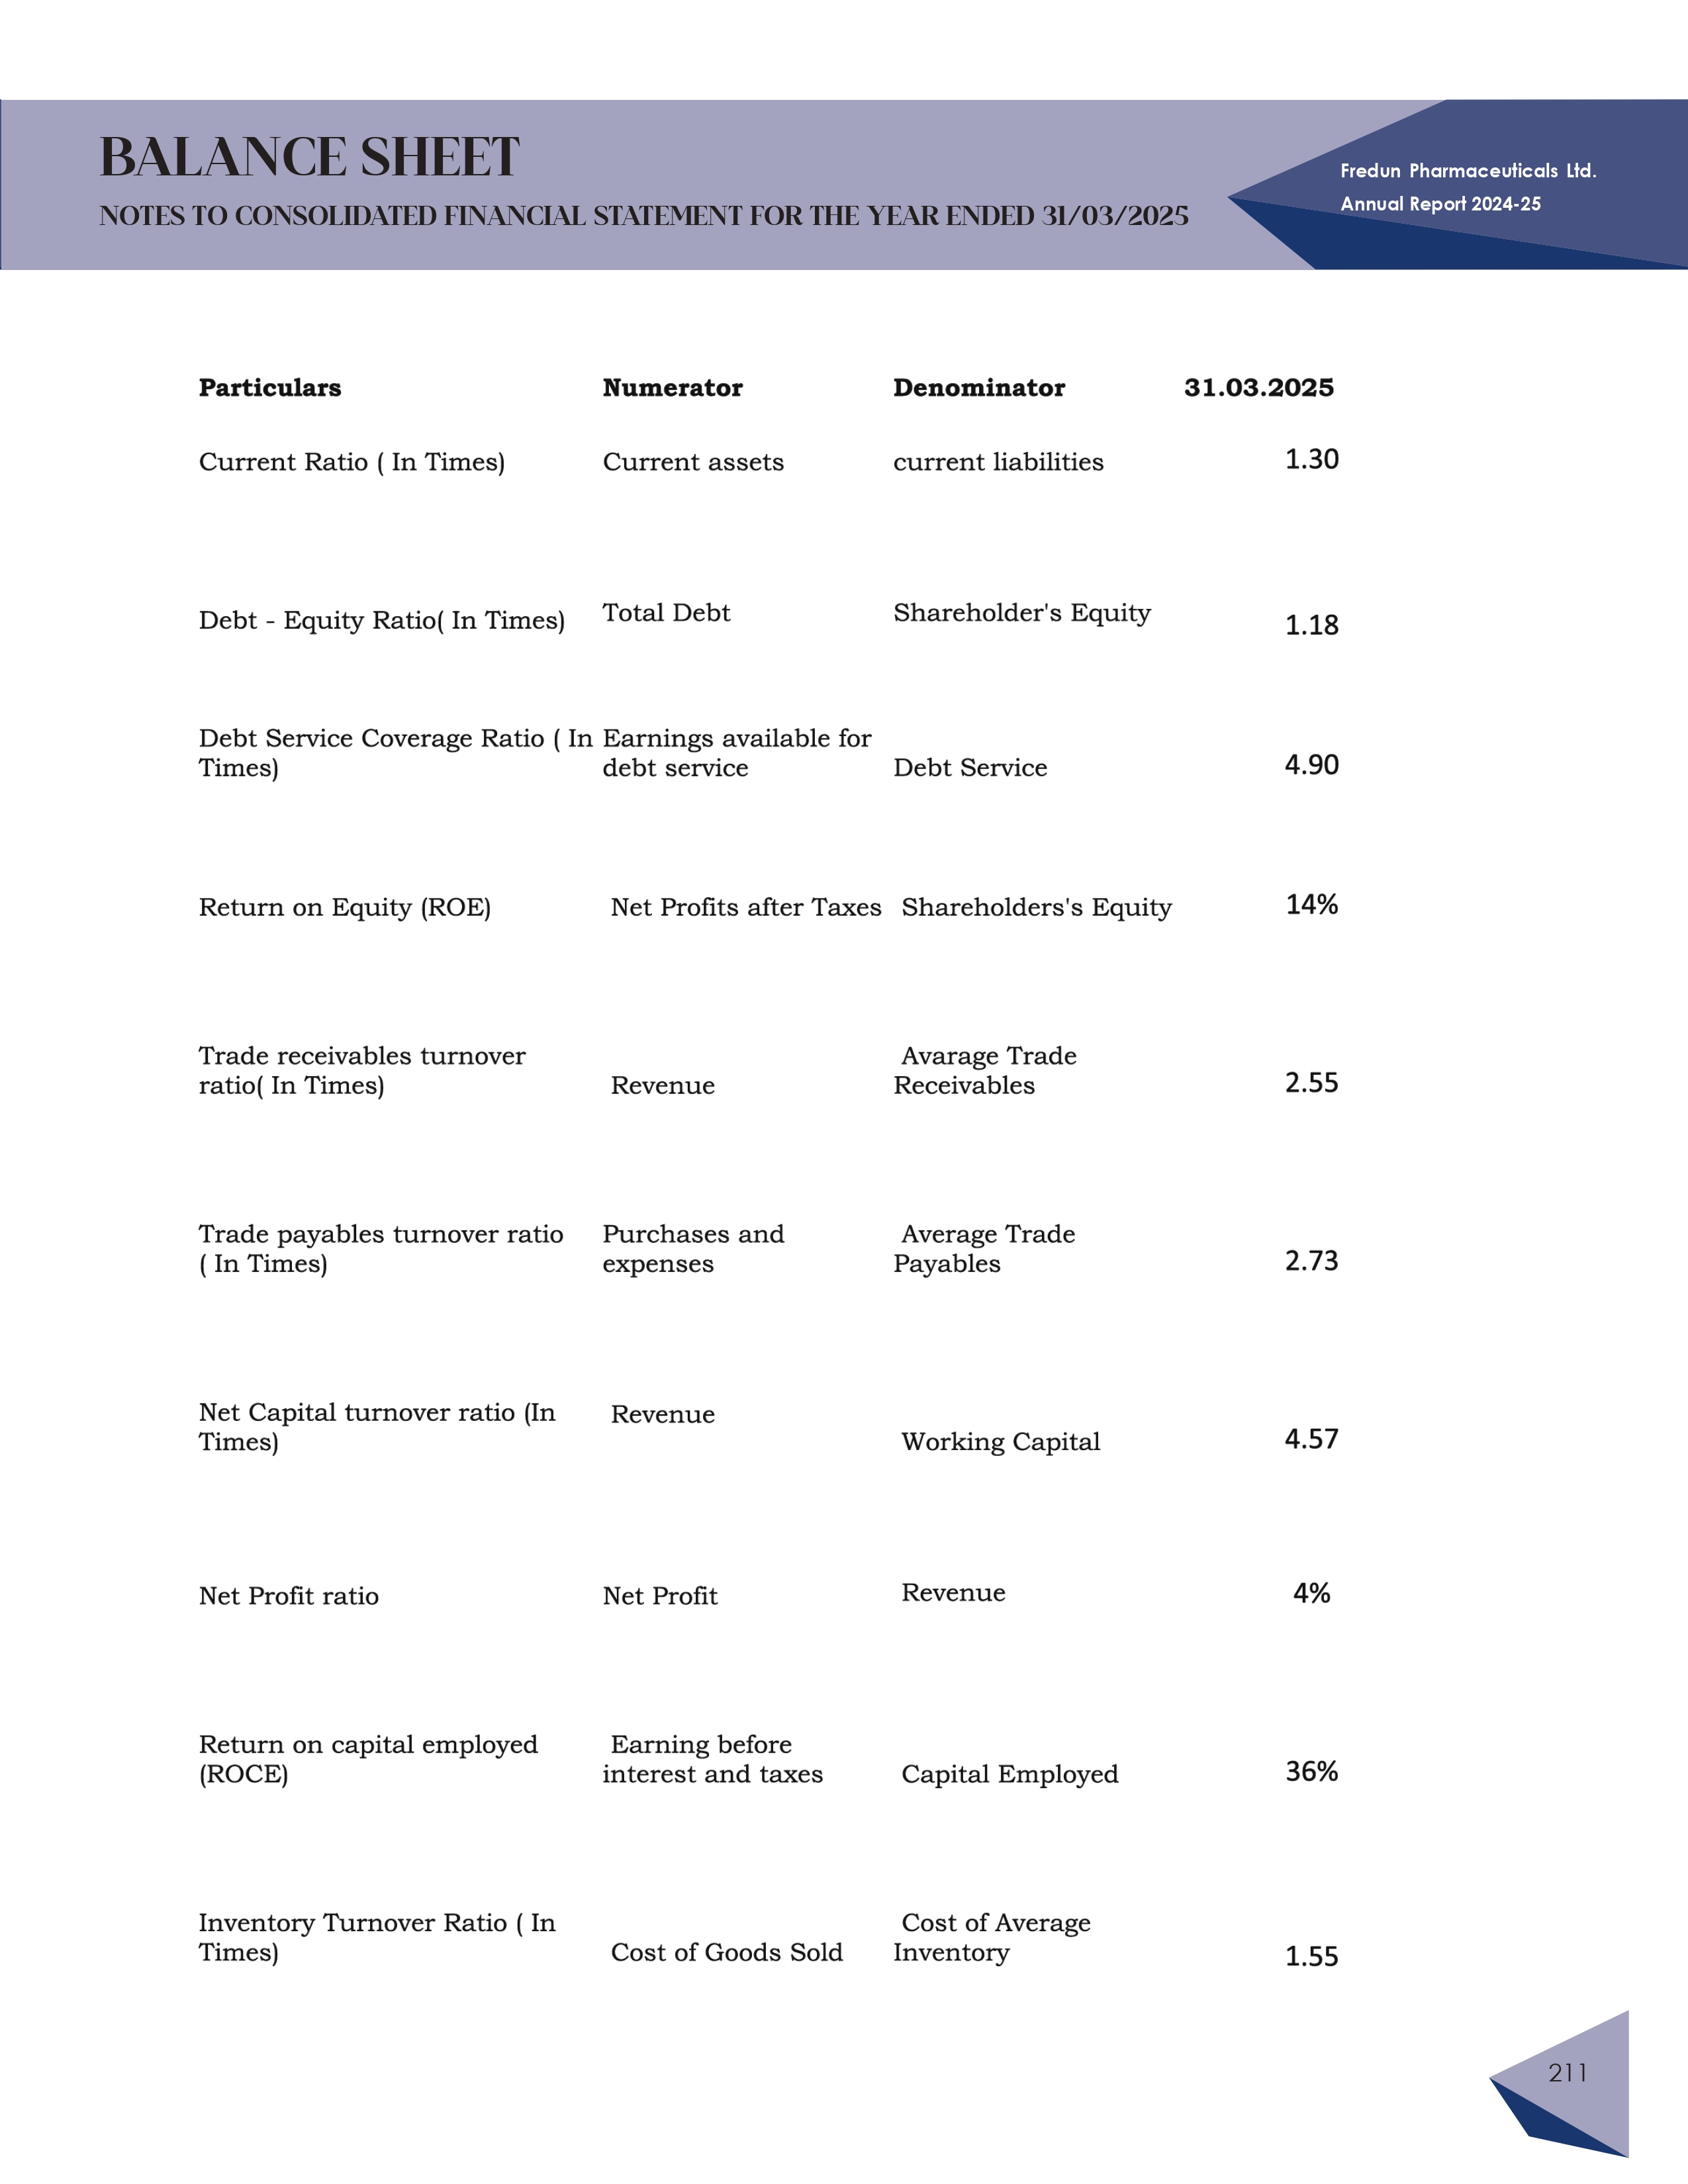 BALANCE SHEET
NOTES TO CONSOLIDATED FINANCIAL STATEMENT FOR THE YEAR ENDED 31/03/2025
Fredun Pharmaceuticals Ltd.
Annual Report 2024-25
Particulars Numerator Denominator 31.03.2025
Current Ratio ( In Times) Current assets current liabilities 1.30
Debt - Equity Ratio( In Times) Total Debt Shareholder's Equity 1.18
Debt Service Coverage Ratio ( In Earnings available for
Times) debt service Debt Service 4.90
Return on Equity (ROE) Net Profits after Taxes Shareholders's Equity 14%
Trade receivables turnover Avarage Trade
ratio( In Times) Revenue Receivables 2.55
Trade payables turnover ratio Purchases and Average Trade
( In Times) expenses Payables 2.73
Net Capital turnover ratio (In Revenue
Times) Working Capital 4.57
Net Profit ratio Net Profit Revenue 4%
Return on capital employed Earning before
(ROCE) interest and taxes Capital Employed 36%
Inventory Turnover Ratio ( In Cost of Average
Times) Cost of Goods Sold Inventory 1.55
211